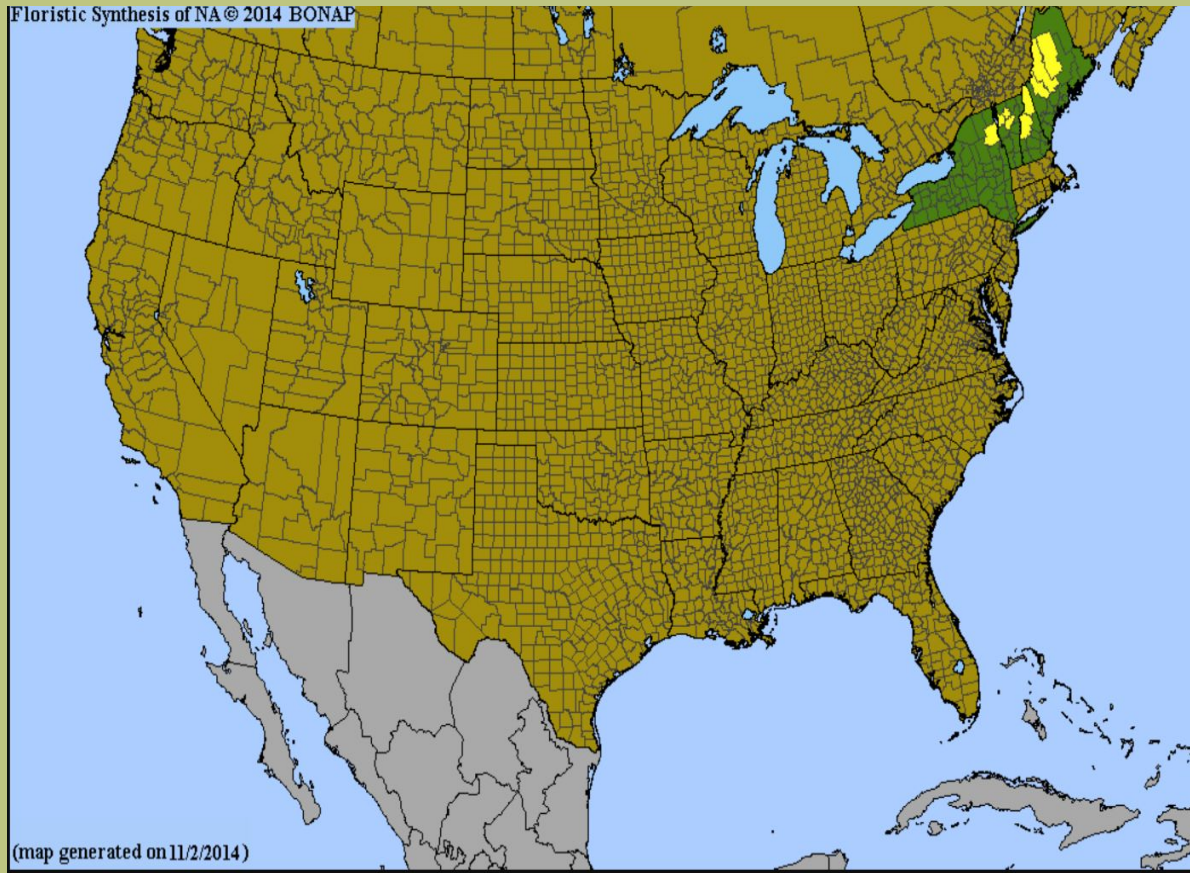 Floristic Synthesis of NA © 2014 BONAP
(map generated on 11/2/2014)